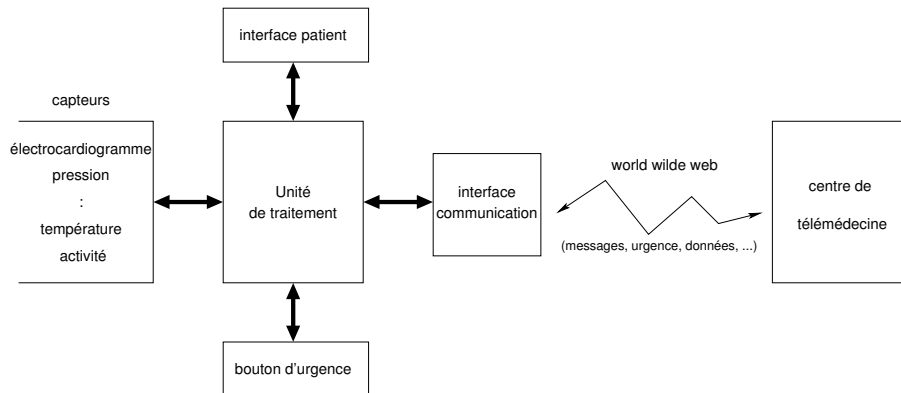 interface patient
capteurs
électrocardiogramme
pression
:
température
activité
Unité
de traitement
interface
communication
world wilde web
(messages, urgence, données, ...)
centre de
télémédecine
bouton d'urgence